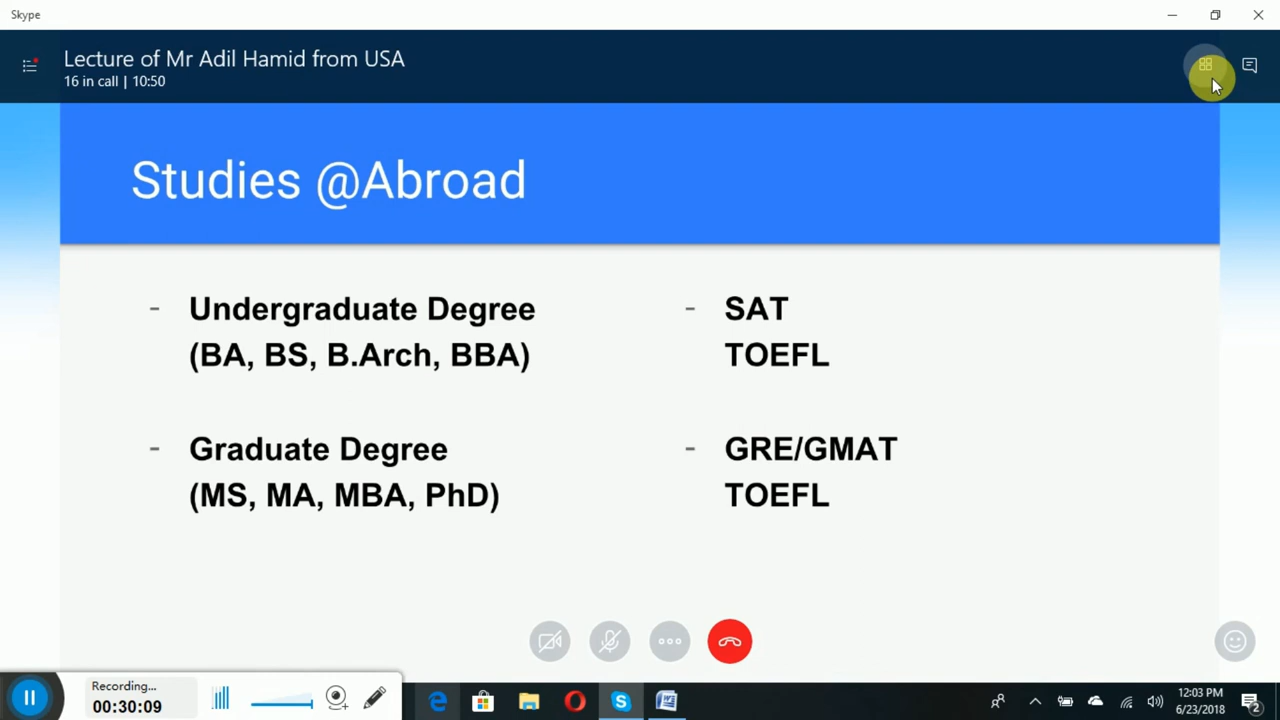 Skype
Lecture of Mr Adil Hamid from USA
16 in call | 10:50
Studies @Abroad
- Undergraduate Degree
(BA, BS, B.Arch, BBA)
- SAT
TOEFL
- Graduate Degree
(MS, MA, MBA, PhD)
- GRE/GMAT
TOEFL
Recording...
00:30:09
12:03 PM
6/23/2018
2